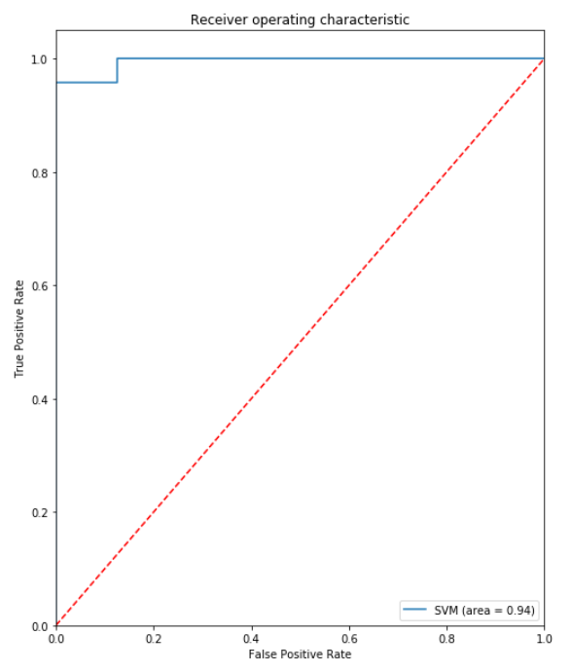 Receiver operating characteristic
1.0
0.8
0.6
0.4
0.2
0.0
True Positive Rate
SVM (area = 0.94)
0.0 0.2 0.4 0.6 0.8 1.0
False Positive Rate